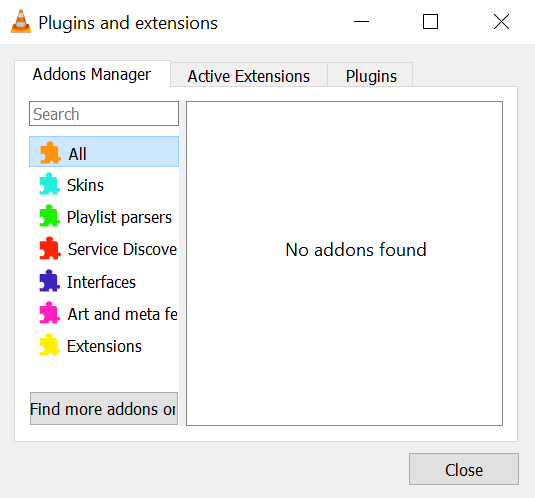 Plugins and extensions
Addons Manager
Active Extensions
Plugins
Search
All
Skins
Playlist parsers
Service Discove
Interfaces
Art and meta fe
Extensions
No addons found
Find more addons or
Close